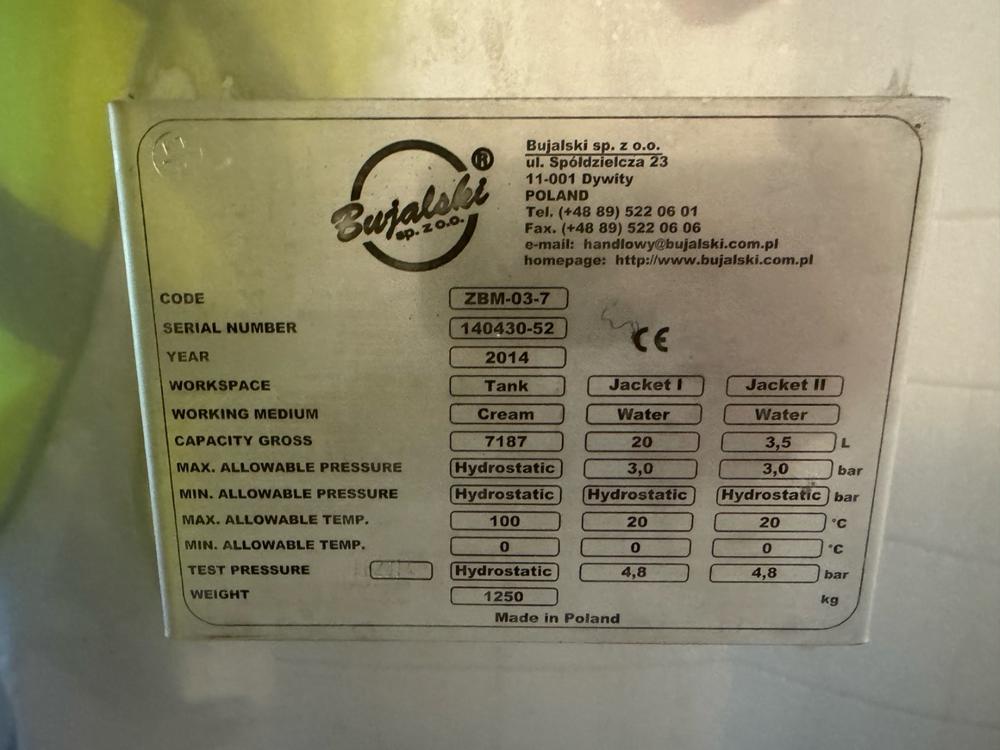 Bujalski ®
sp. z o.o.
Bujalski sp. z o.o.
ul. Spółdzielcza 23
11-001 Dywity
POLAND
Tel. (+48 89) 522 06 01
Fax. (+48 89) 522 06 06
e-mail: handlowy@bujalski.com.pl
homepage: http://www.bujalski.com.pl
CODE ZBM-03-7
SERIAL NUMBER 140430-52
CE
YEAR 2014
WORKSPACE Tank Jacket I Jacket II
WORKING MEDIUM Cream Water Water
CAPACITY GROSS 7187 20 3,5 L
MAX. ALLOWABLE PRESSURE Hydrostatic 3,0 3,0 bar
MIN. ALLOWABLE PRESSURE Hydrostatic Hydrostatic Hydrostatic bar
MAX. ALLOWABLE TEMP. 100 20 20 °C
MIN. ALLOWABLE TEMP. 0 0 0 °C
TEST PRESSURE Hydrostatic 4,8 4,8 bar
WEIGHT 1250 kg
Made in Poland